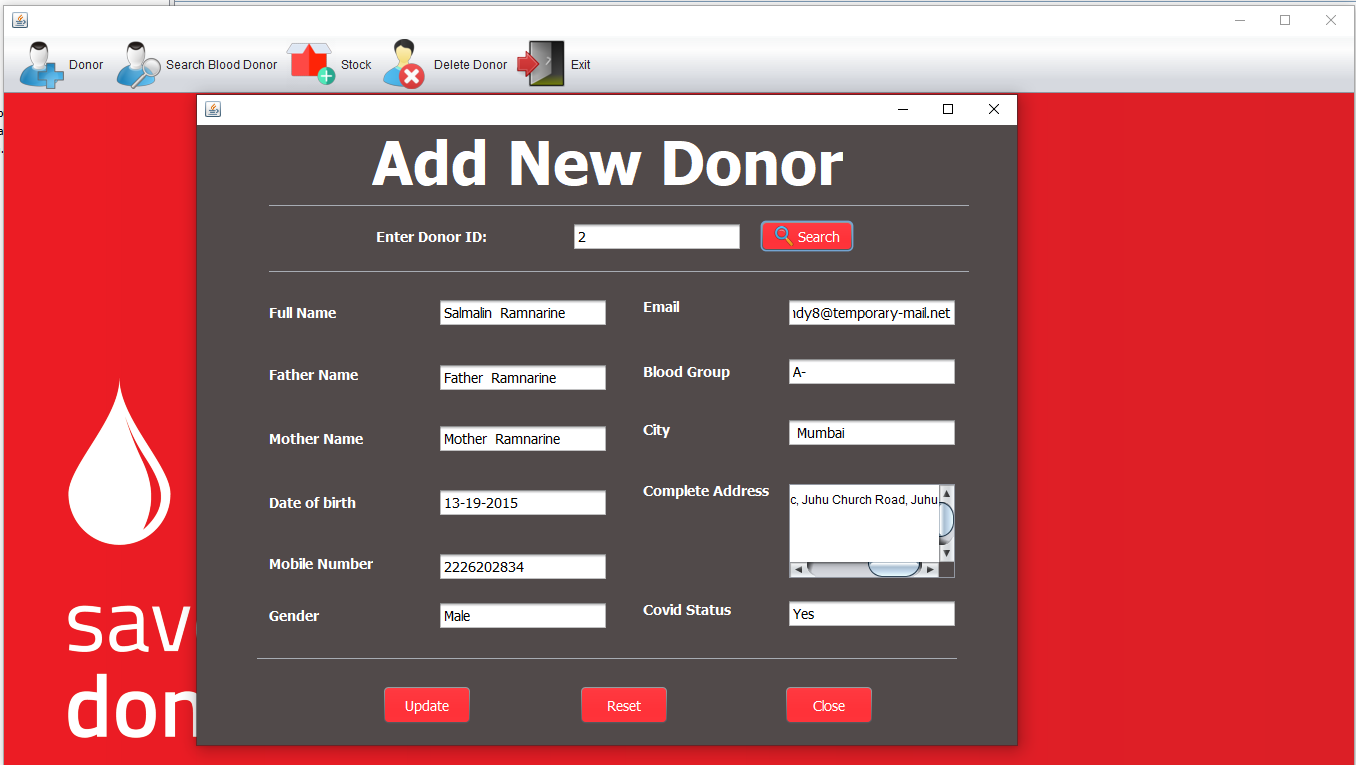 Donor Search Blood Donor Stock Delete Donor Exit
Add New Donor
Enter Donor ID: 2 Search
Full Name Salmalin Ramnarine
Email ndy8@temporary-mail.net
Father Name Father Ramnarine
Blood Group A-
Mother Name Mother Ramnarine
City Mumbai
Date of birth 13-19-2015
Complete Address c, Juhu Church Road, Juhu
Mobile Number 2226202834
Gender Male
Covid Status Yes
sav
don
Update Reset Close